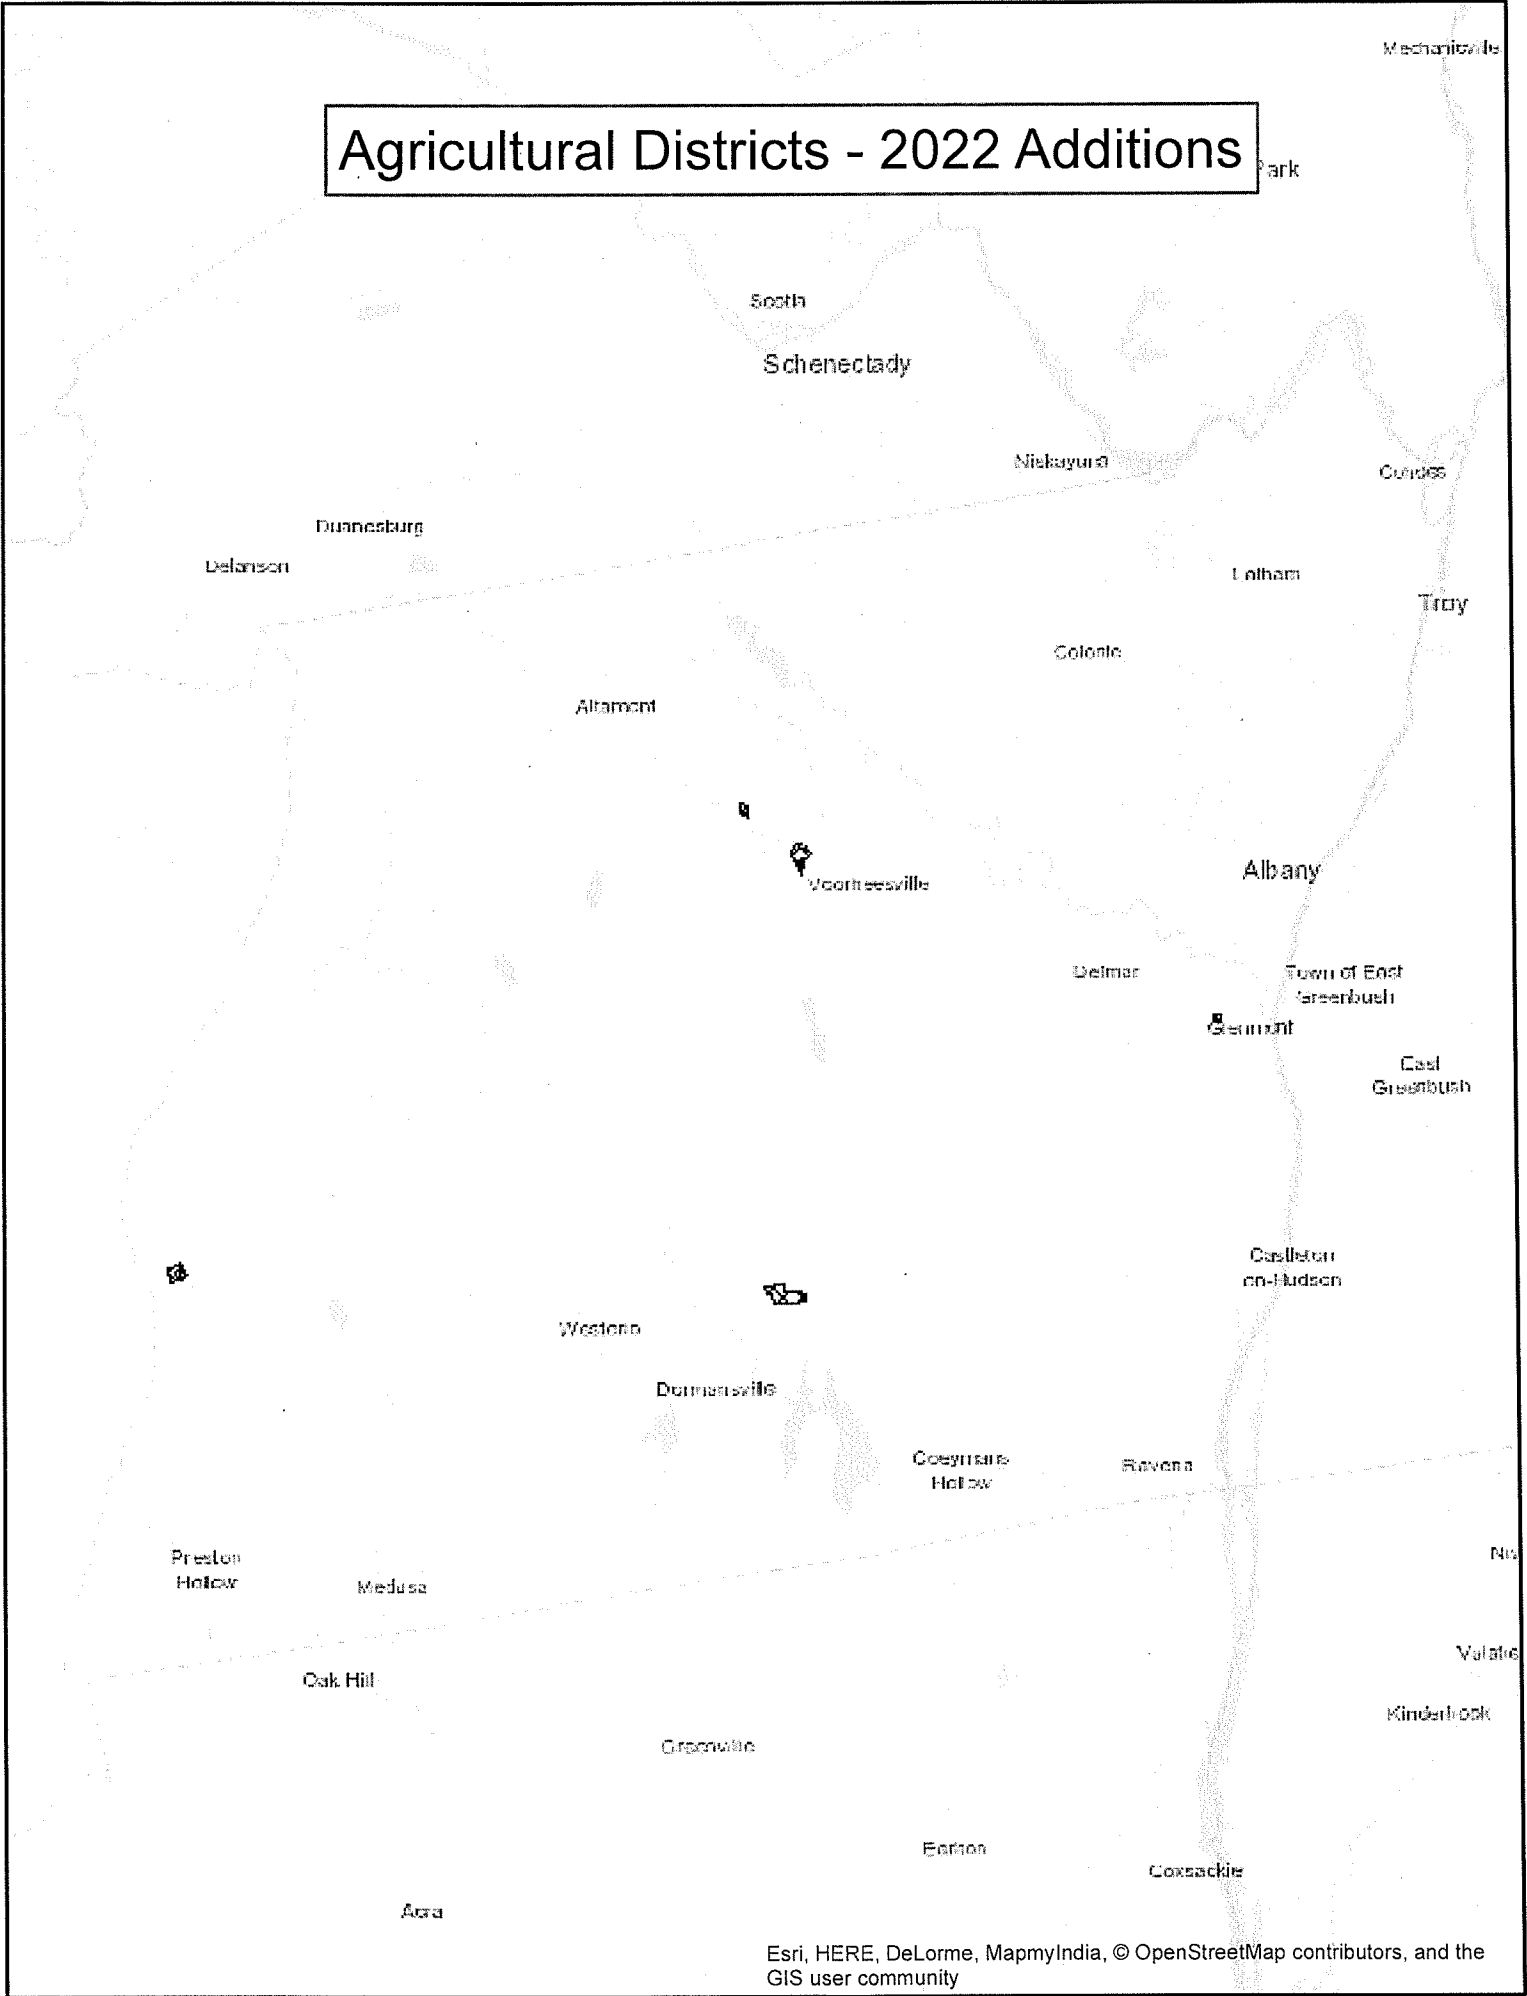 Mechanicville
Agricultural Districts - 2022 Additions
Park
Scotia
Schenectady
Niskayuna
Cohoes
Duanesburg
Delanson
Latham
Troy
Colonie
Altamont
Albany
Voorheesville
Delmar
Town of East
Greenbush
Glenmont
East
Greenbush
Castleton
on-Hudson
Westerlo
Dormansville
Coeymans
Hollow
Ravena
Preston
Hollow
Medusa
Oak Hill
Valatie
Kinderhook
Greenville
Earlton
Coxsackie
Acra
Esri, HERE, DeLorme, MapmyIndia, © OpenStreetMap contributors, and the
GIS user community